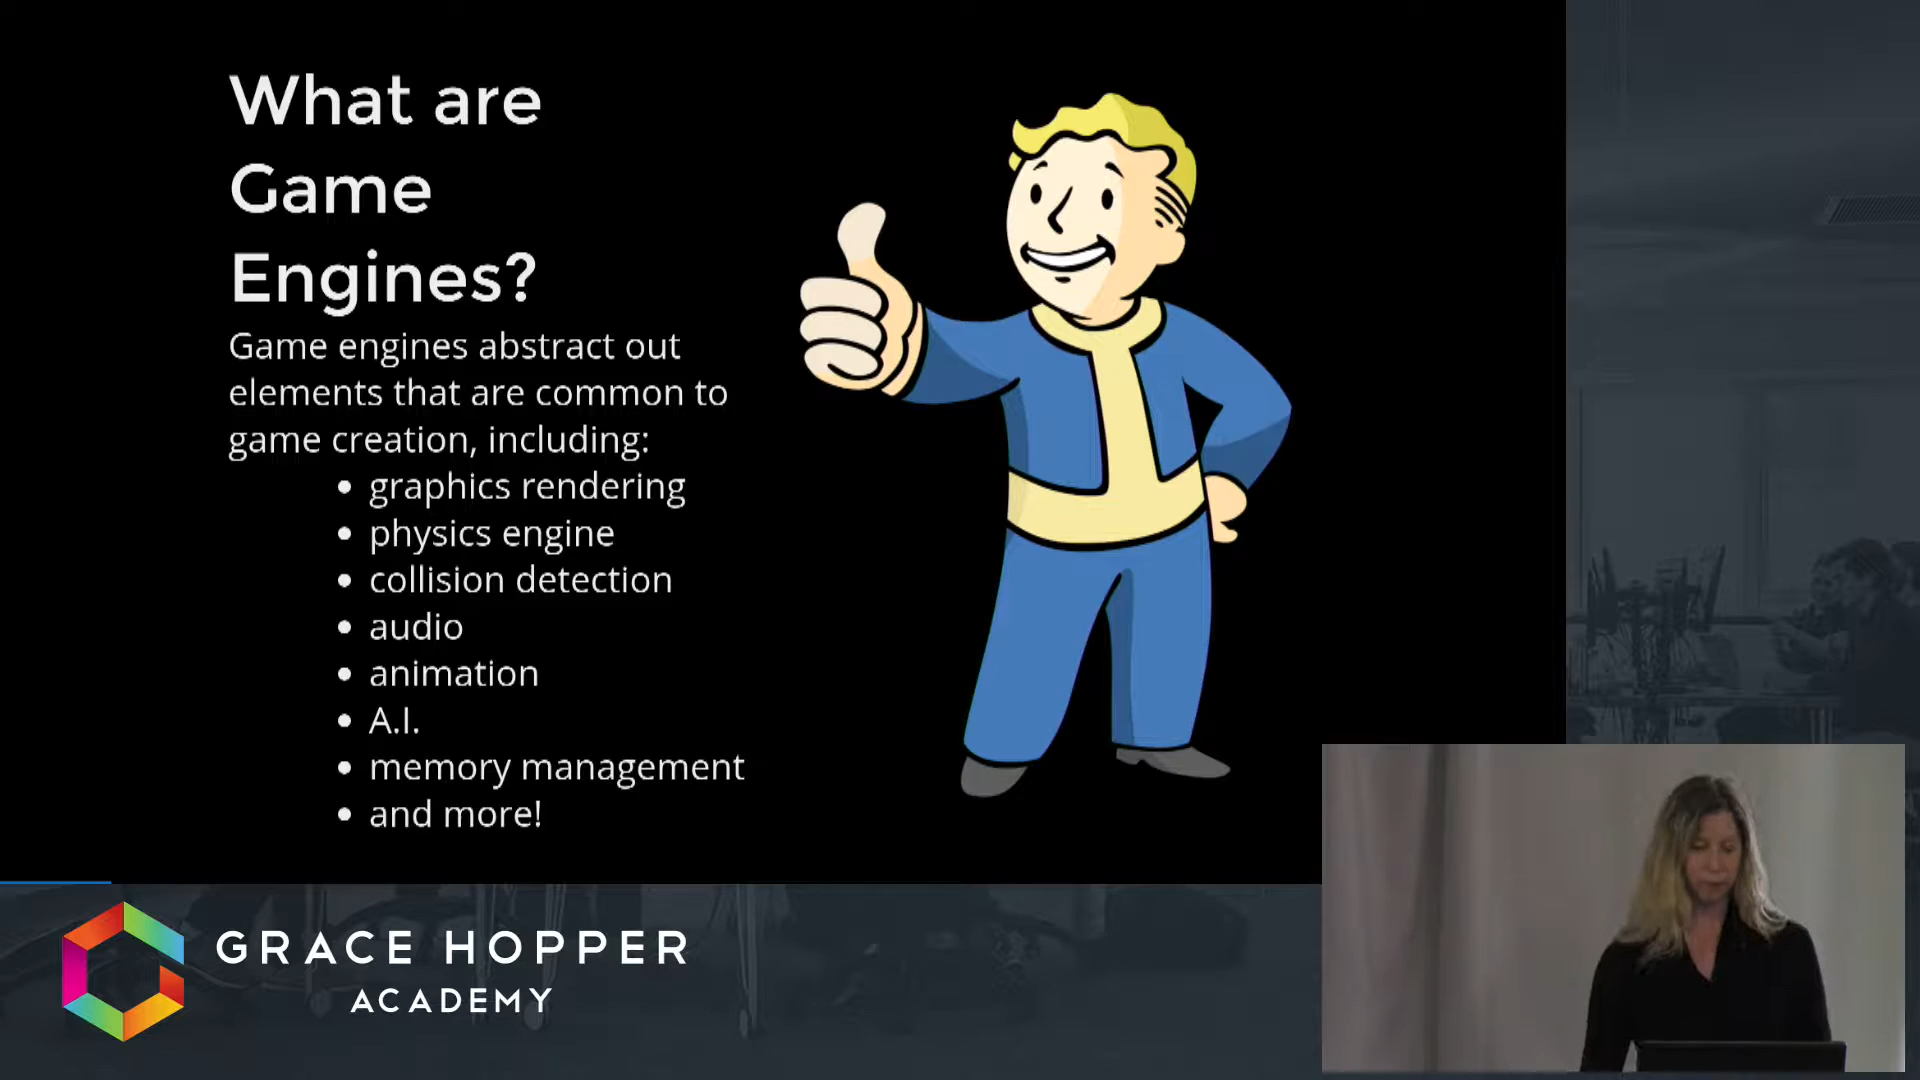 What are
Game
Engines?
Game engines abstract out
elements that are common to
game creation, including:
• graphics rendering
• physics engine
• collision detection
• audio
• animation
• A.I.
• memory management
• and more!
GRACE HOPPER
ACADEMY